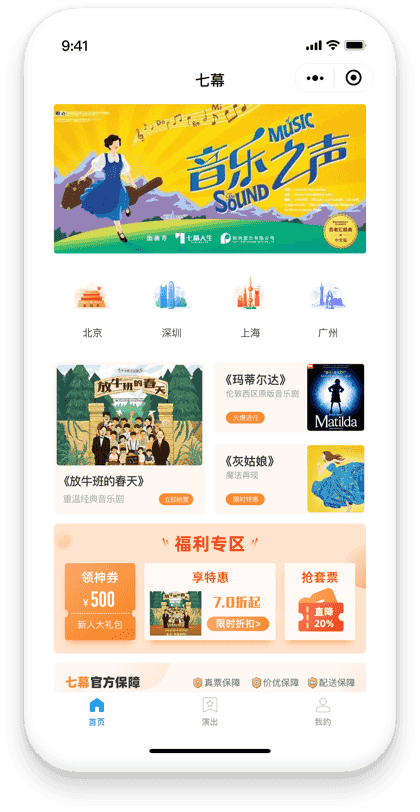 9:41
七幕
Do
Re
Mi
音乐之声
The
SOUND
of
MUSIC
出演方
七幕人生
北京
深圳
上海
广州
放牛班的春天
《放牛班的春天》
重温经典音乐剧
立即抢票
《玛蒂尔达》
伦敦西区原版音乐剧
火爆进行
Matilda
《灰姑娘》
魔法再现
限时特惠
福利专区
领神券
¥500
新人大礼包
享特惠
7.0折起
限时折扣>
抢套票
直降
20%
七幕官方保障
真票保障
价优保障
配送保障
首页
演出
我的